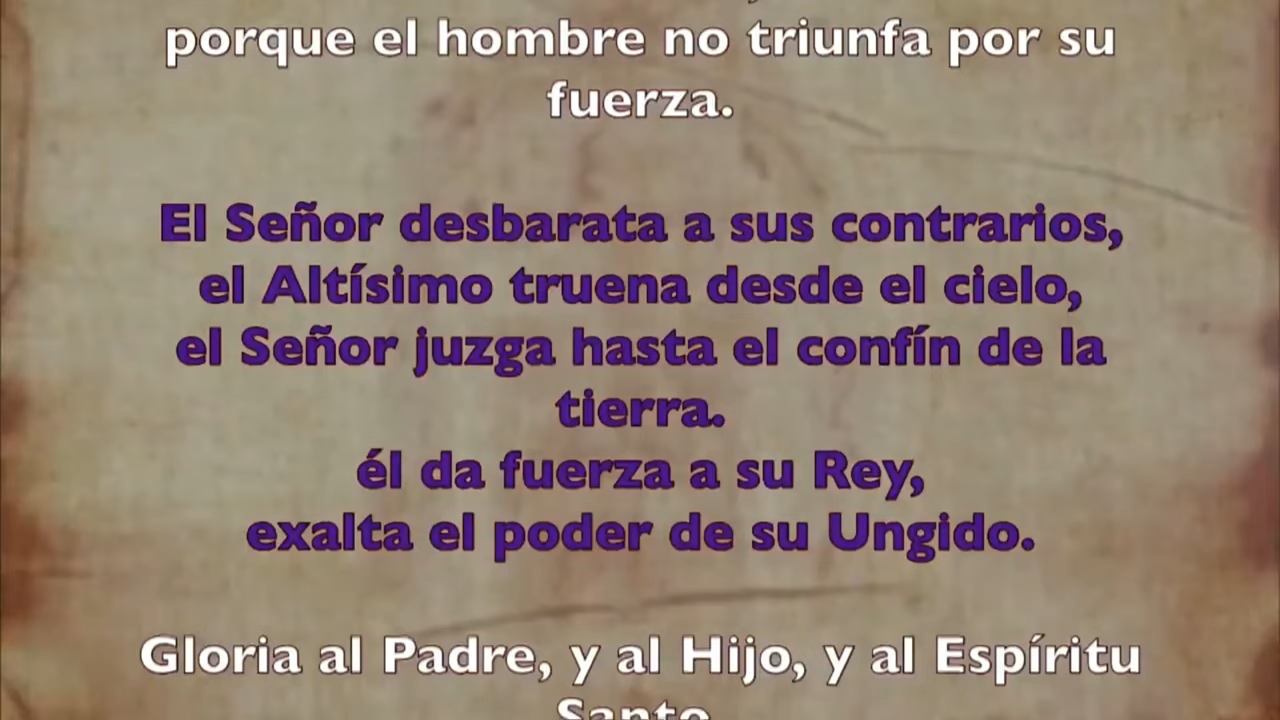 porque el hombre no triunfa por su
fuerza.
El Señor desbarata a sus contrarios,
el Altísimo truena desde el cielo,
el Señor juzga hasta el confín de la
tierra.
él da fuerza a su Rey,
exalta el poder de su Ungido.
Gloria al Padre, y al Hijo, y al Espíritu
Santo